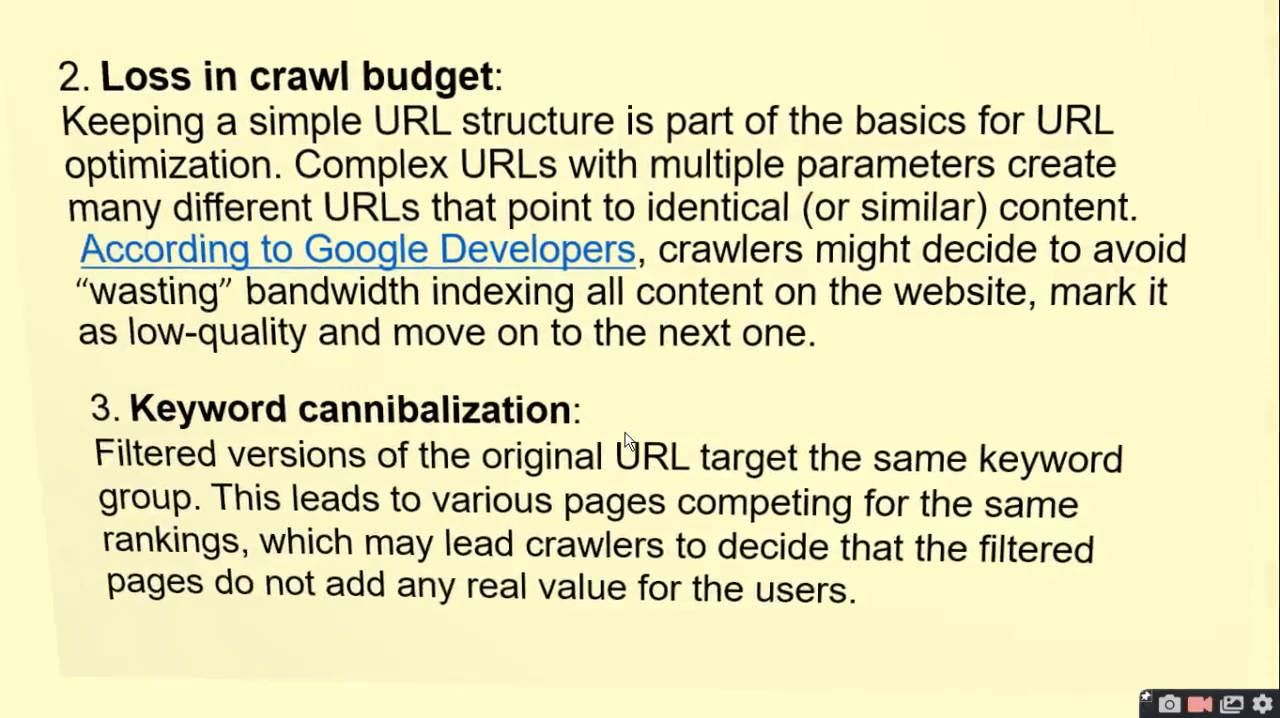 2. Loss in crawl budget:
Keeping a simple URL structure is part of the basics for URL
optimization. Complex URLs with multiple parameters create
many different URLs that point to identical (or similar) content.
According to Google Developers, crawlers might decide to avoid
“wasting” bandwidth indexing all content on the website, mark it
as low-quality and move on to the next one.
3. Keyword cannibalization:
Filtered versions of the original URL target the same keyword
group. This leads to various pages competing for the same
rankings, which may lead crawlers to decide that the filtered
pages do not add any real value for the users.